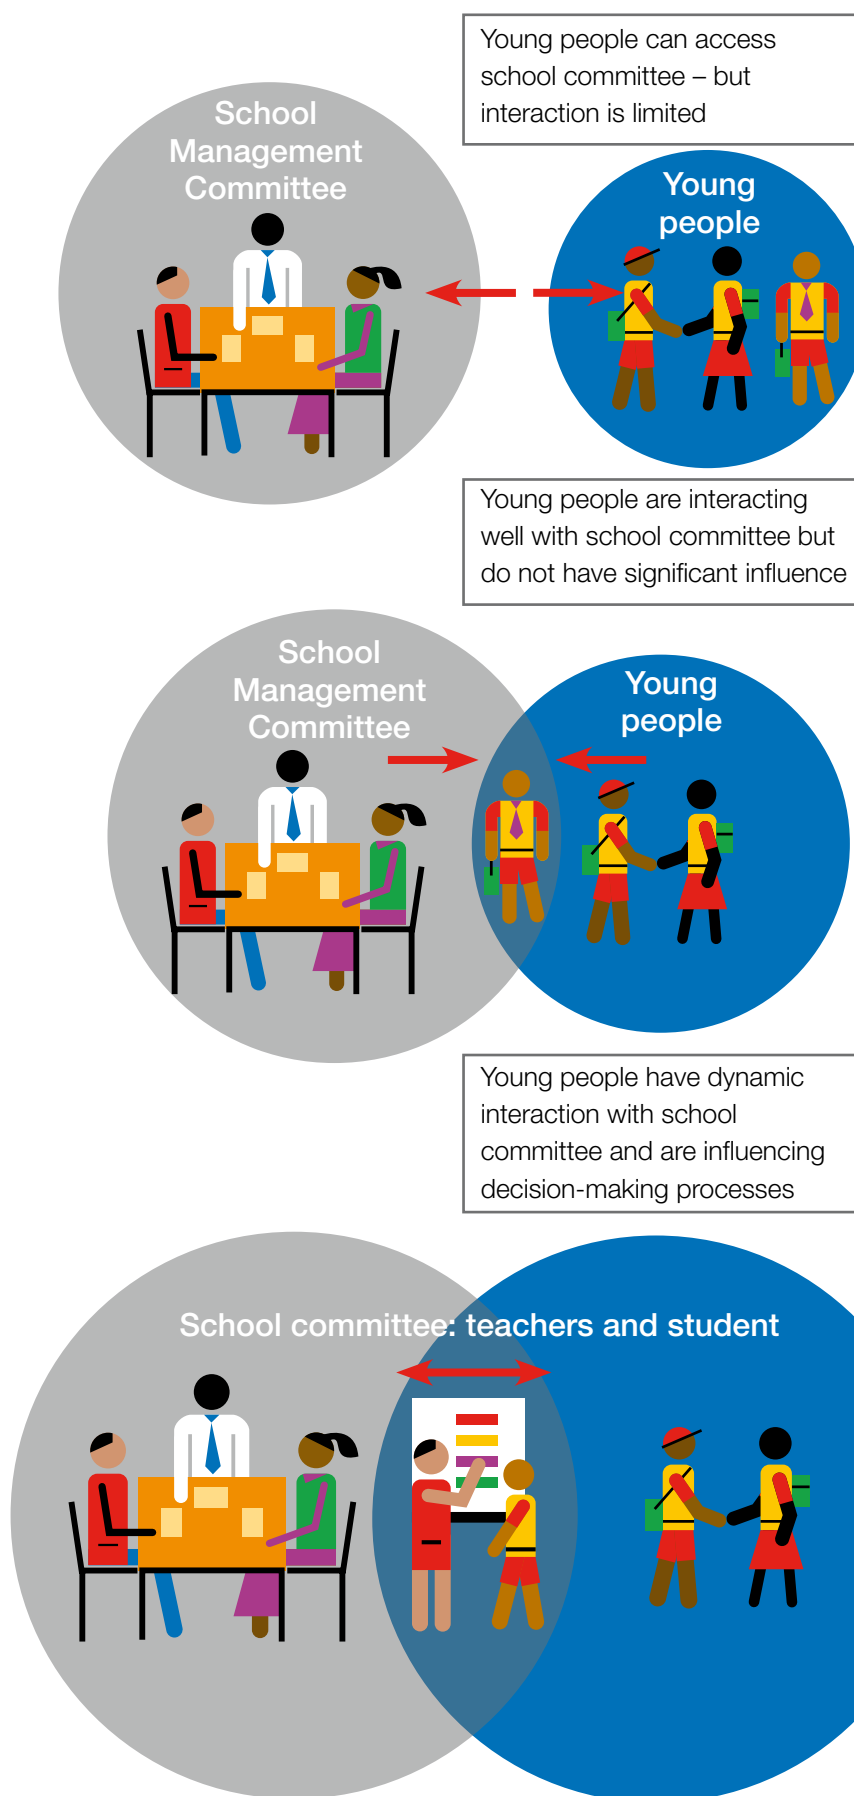 Young people can access
school committee – but
interaction is limited
School
Management
Committee
Young
people
Young people are interacting
well with school committee but
do not have significant influence
School
Management
Committee
Young
people
Young people have dynamic
interaction with school
committee and are influencing
decision-making processes
School committee: teachers and student